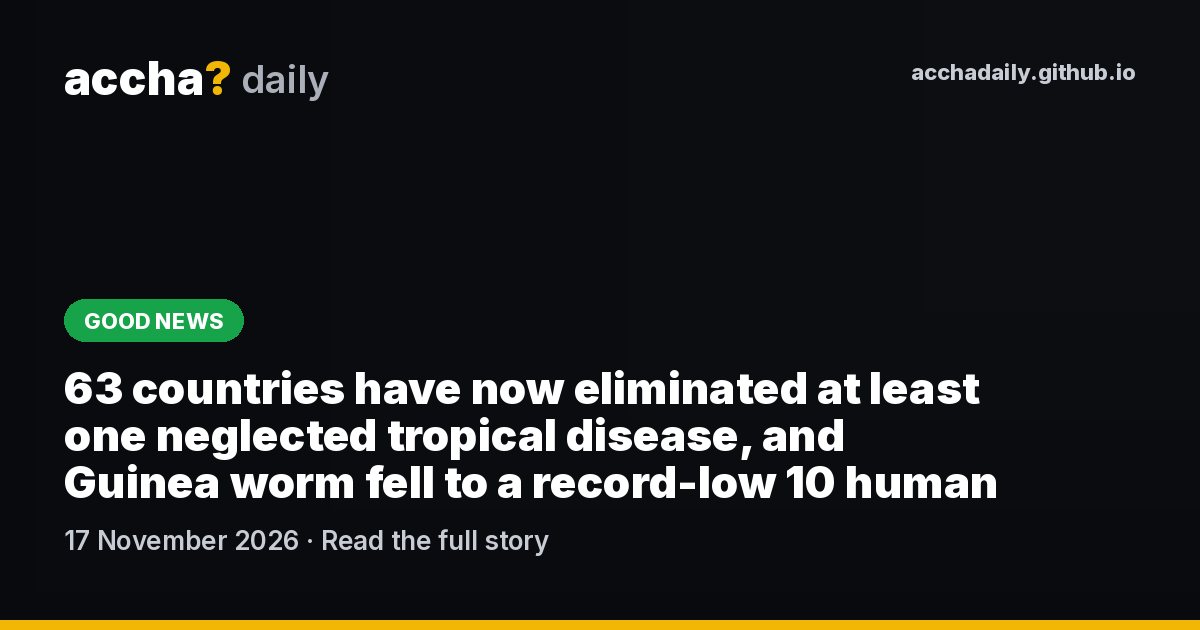 accha? daily
acchadaily.github.io
GOOD NEWS
63 countries have now eliminated at least
one neglected tropical disease, and
Guinea worm fell to a record-low 10 human
17 November 2026 · Read the full story